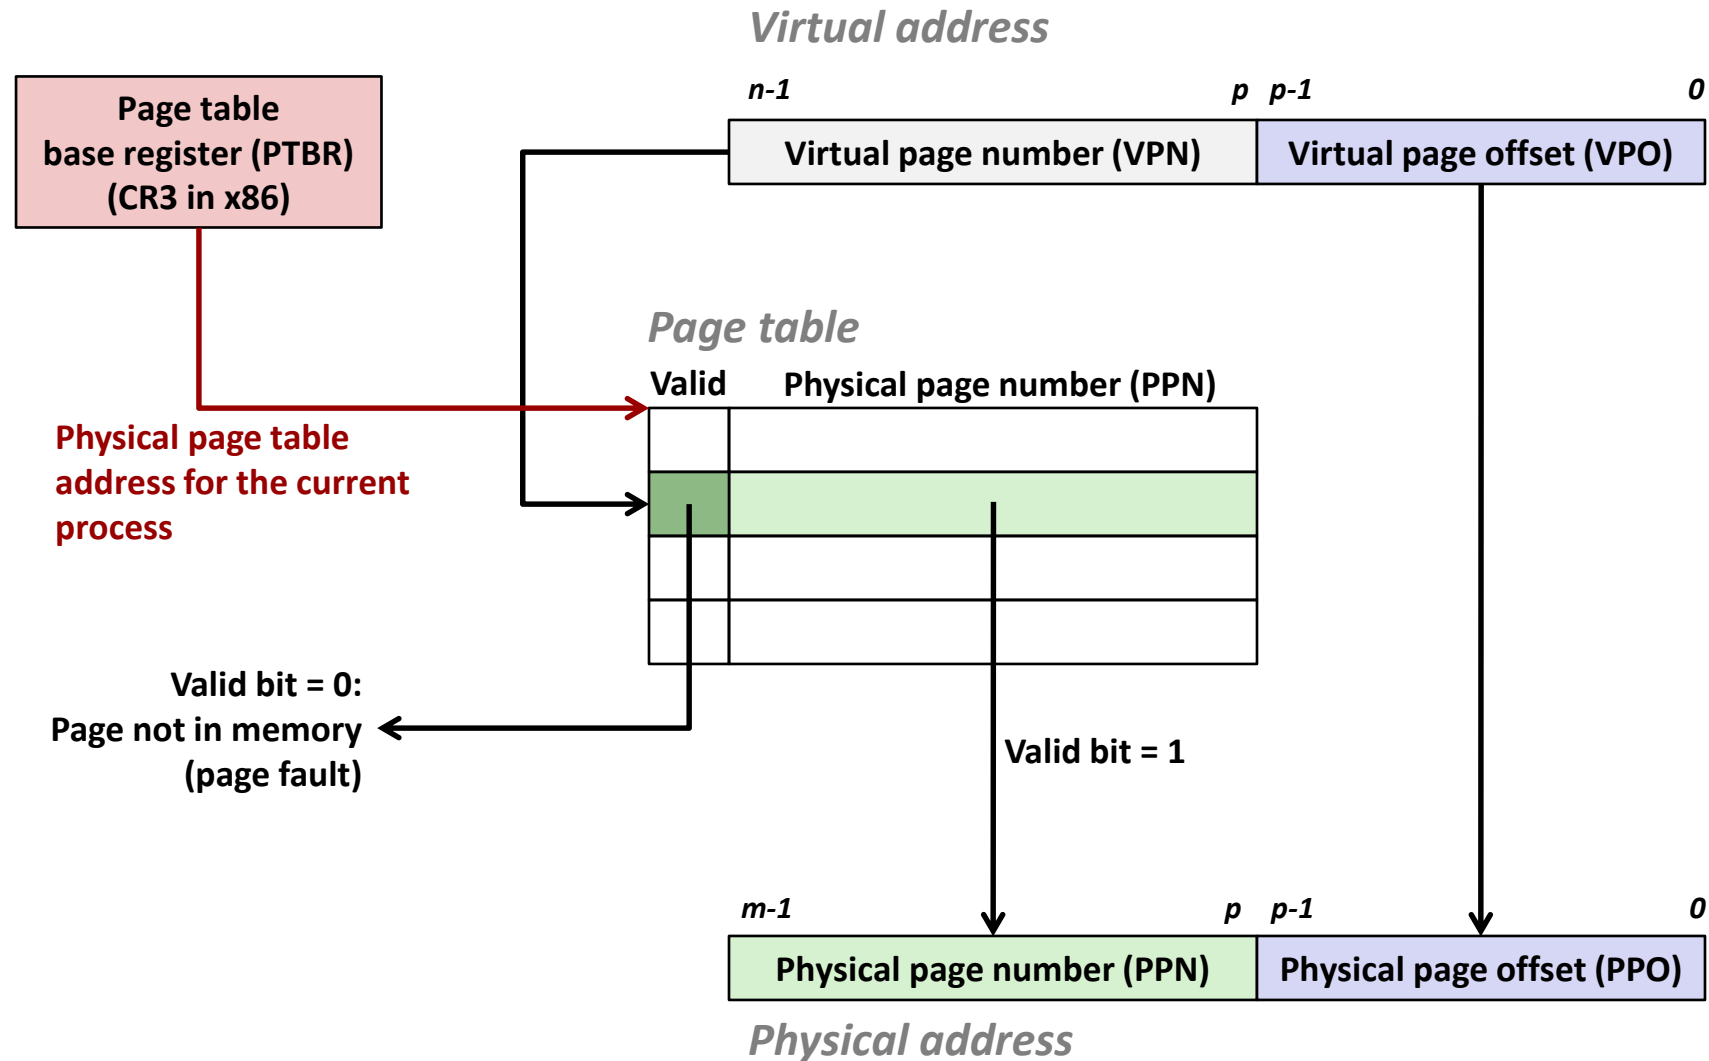 Virtual address
n-1 p p-1 0
Page table
base register (PTBR)
(CR3 in x86)
Virtual page number (VPN) Virtual page offset (VPO)
Page table
Valid Physical page number (PPN)
Physical page table
address for the current
process
Valid bit = 0:
Page not in memory
(page fault)
Valid bit = 1
m-1 p p-1 0
Physical page number (PPN) Physical page offset (PPO)
Physical address